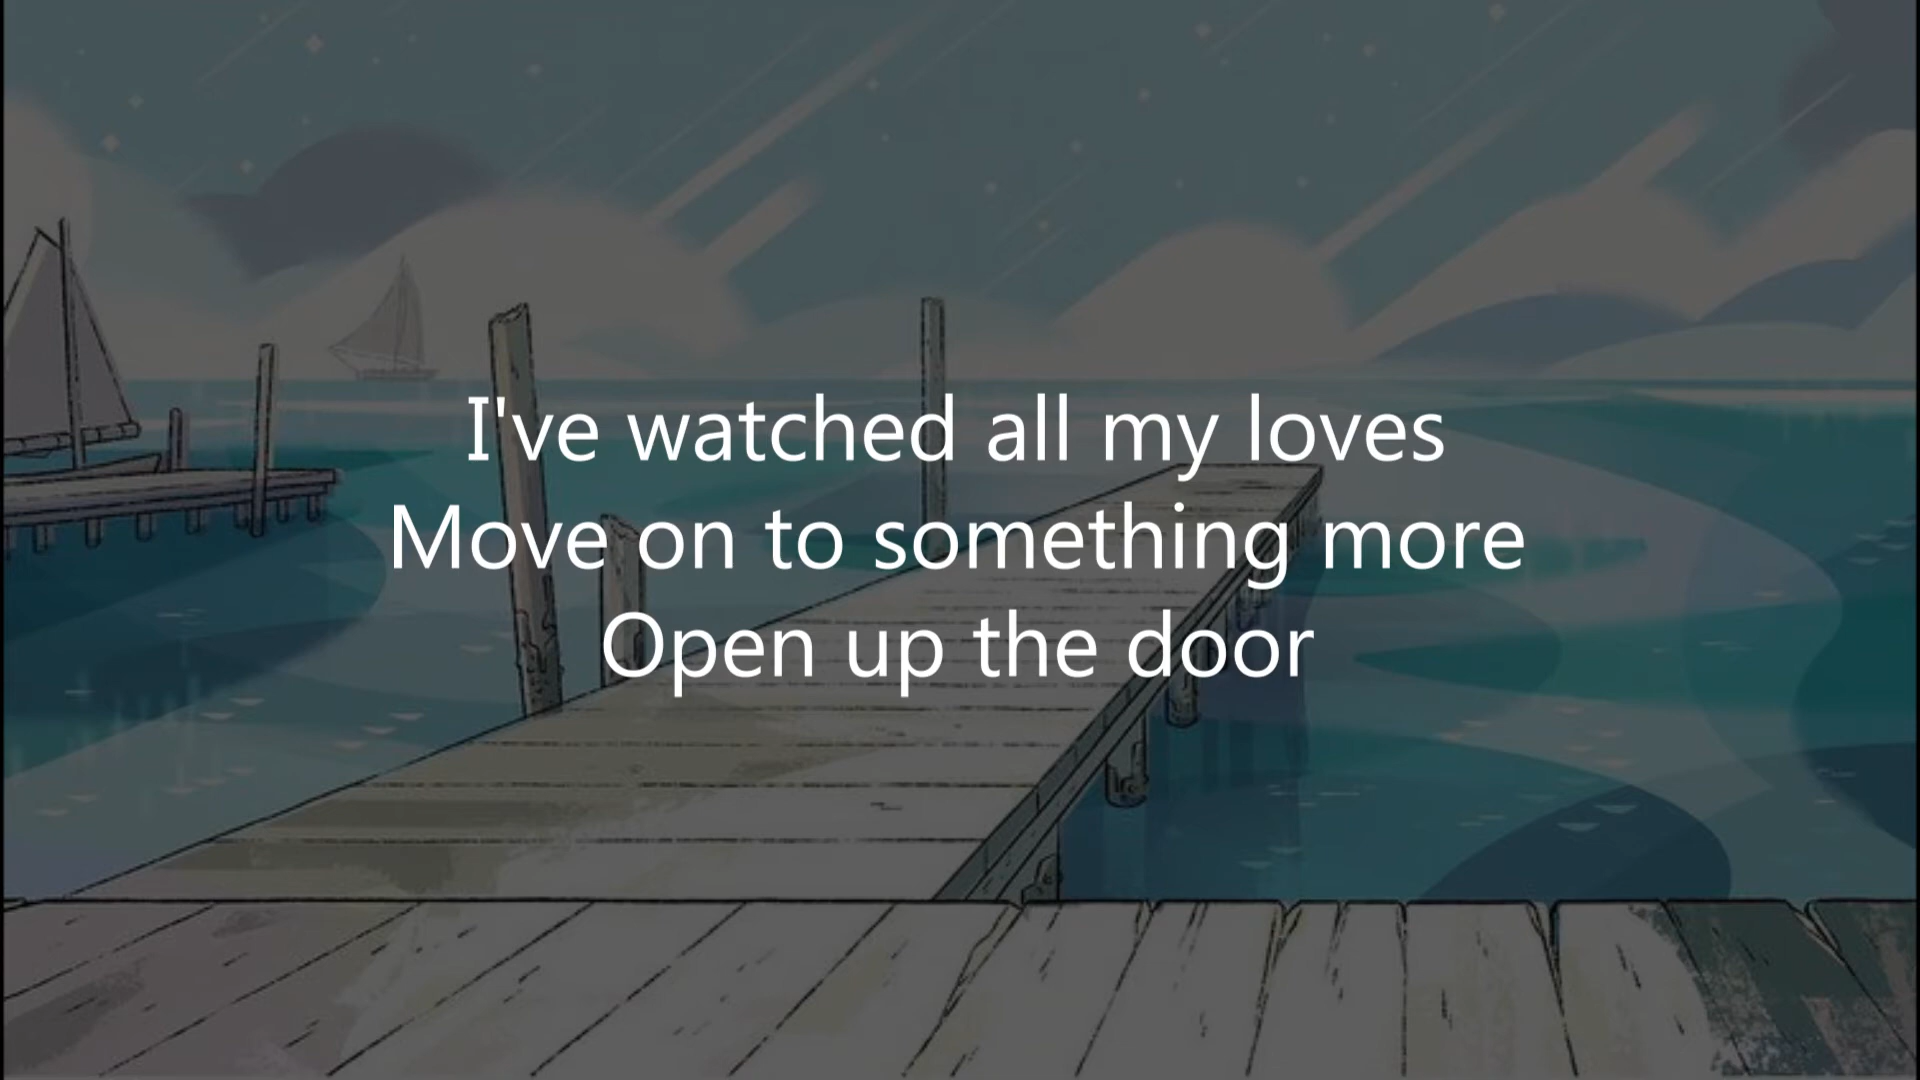 I've watched all my loves
Move on to something more
Open up the door